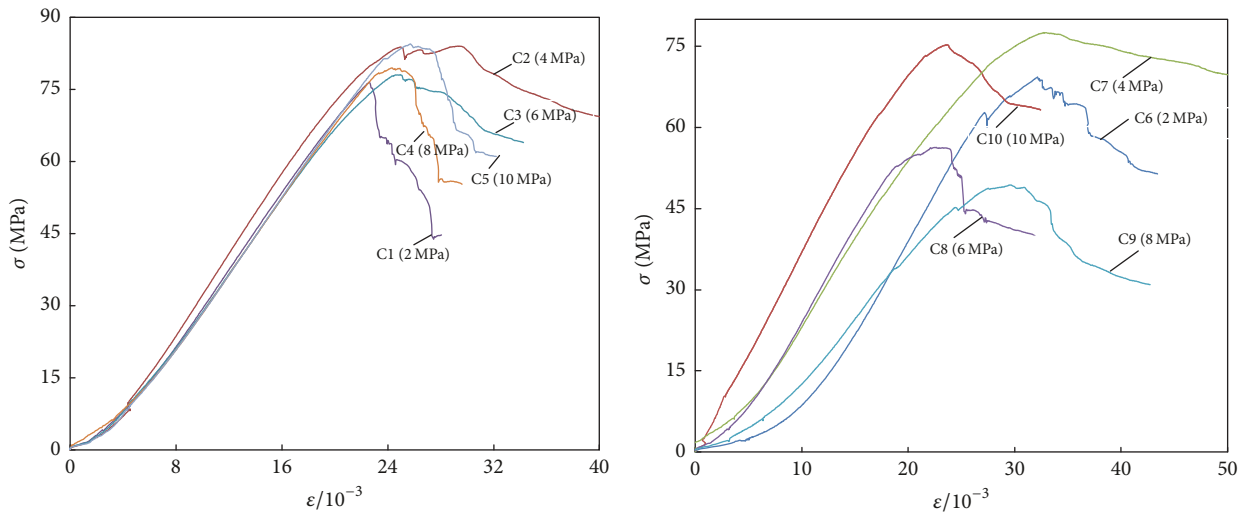 90
75
60
45
30
15
0
σ (MPa)
C2 (4 MPa)
C3 (6 MPa)
C4 (8 MPa)
C5 (10 MPa)
C1 (2 MPa)
0 8 16 24 32 40
ε/10⁻³
75
60
45
30
15
0
σ (MPa)
C7 (4 MPa)
C6 (2 MPa)
C10 (10 MPa)
C9 (8 MPa)
C8 (6 MPa)
0 10 20 30 40 50
ε/10⁻³